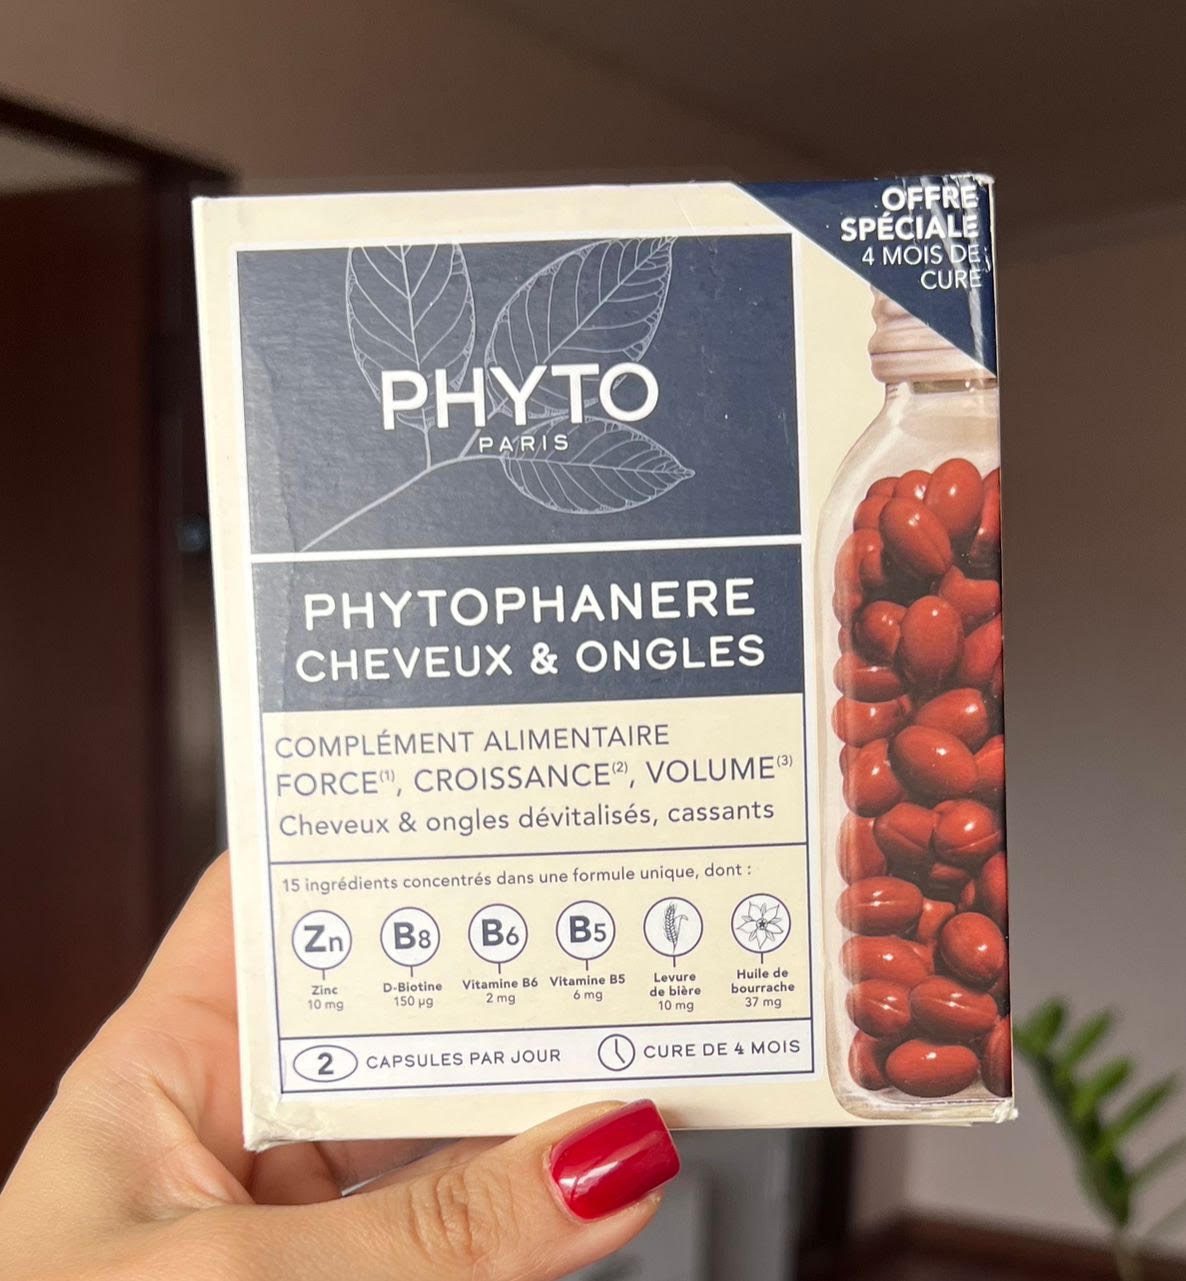 OFFRE
SPÉCIALE
4 MOIS DE
CURE
PHYTO
PARIS
PHYTOPHANERE
CHEVEUX & ONGLES
COMPLÉMENT ALIMENTAIRE
FORCE(1), CROISSANCE(2), VOLUME(3)
Cheveux & ongles dévitalisés, cassants
15 ingrédients concentrés dans une formule unique, dont :
Zn B8 B6 B5
Zinc
10 mg
D-Biotine
150 µg
Vitamine B6
2 mg
Vitamine B5
6 mg
Levure
de bière
10 mg
Huile de
bourrache
37 mg
2 CAPSULES PAR JOUR
CURE DE 4 MOIS